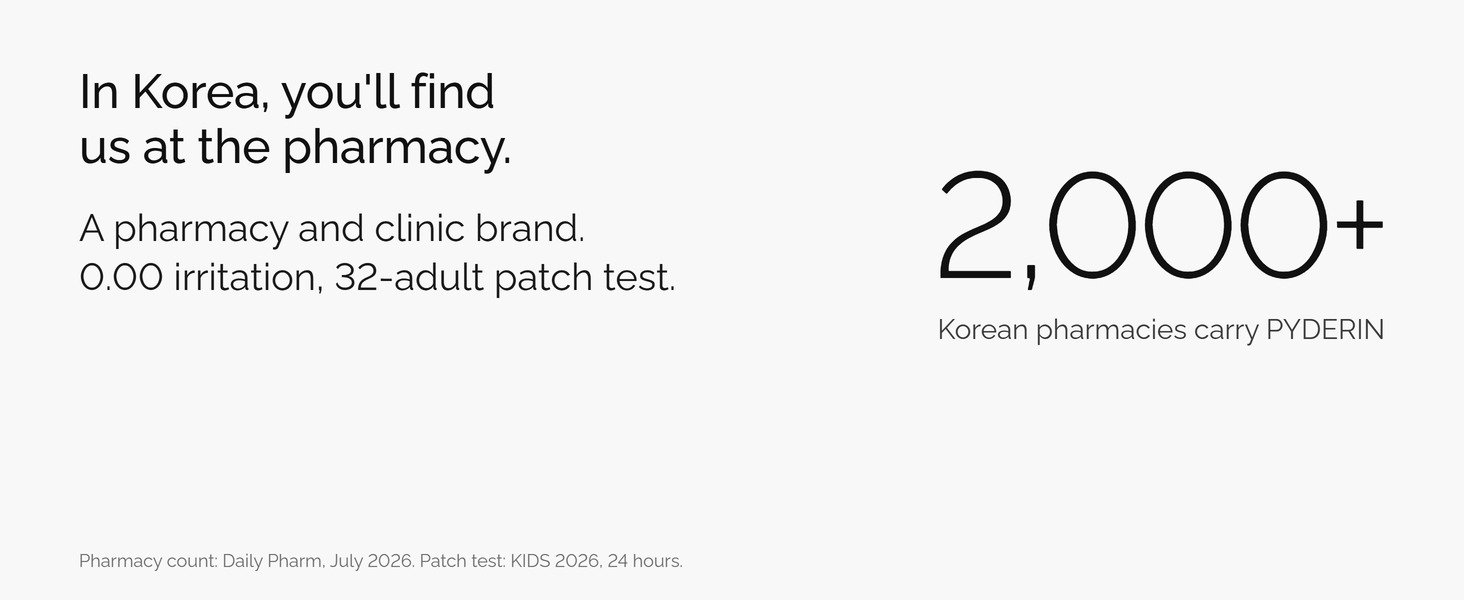 In Korea, you'll find
us at the pharmacy.
A pharmacy and clinic brand.
0.00 irritation, 32-adult patch test.
2,000+
Korean pharmacies carry PYDERIN
Pharmacy count: Daily Pharm, July 2026. Patch test: KIDS 2026, 24 hours.